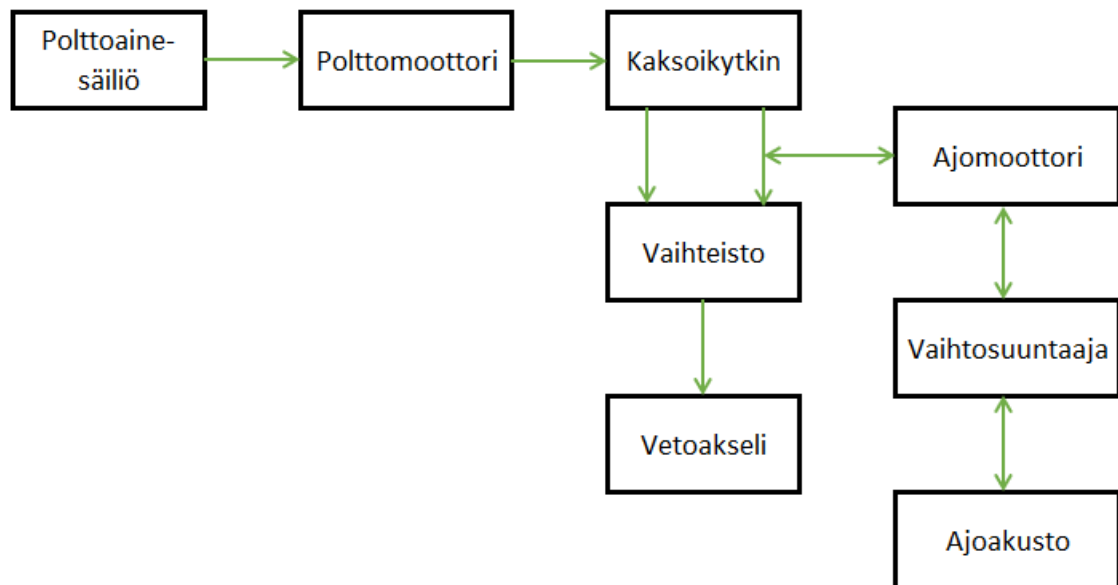 Polttoaine-
säiliö
Polttomoottori
Kaksoikytkin
Ajomoottori
Vaihteisto
Vaihtosuuntaaja
Vetoakseli
Ajoakusto